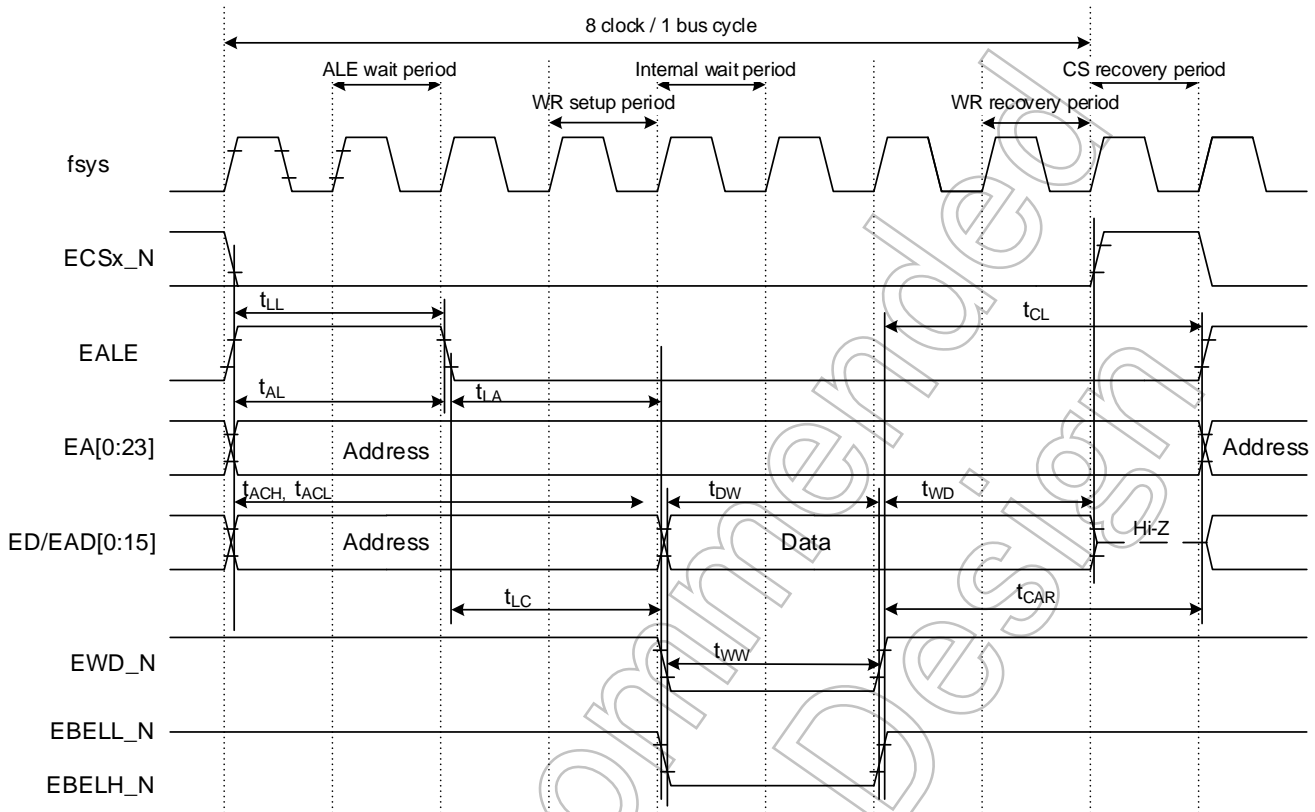 8 clock / 1 bus cycle
ALE wait period
Internal wait period
CS recovery period
WR setup period
WR recovery period
fsys
ECSx_N
tLL
tCL
EALE
tAL
tLA
EA[0:23]
Address
Address
tACH, tACL
tDW
tWD
ED/EAD[0:15]
Address
Data
Hi-Z
tLC
tCAR
EWD_N
tWW
EBELL_N
EBELH_N
ommended
Design